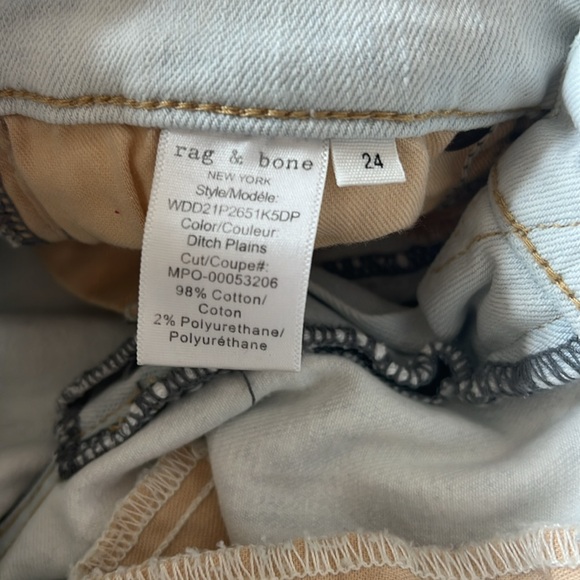 rag & bone
NEW YORK
Style/Modèle:
WDD21P2651K5DP
Color/Couleur:
Ditch Plains
Cut/Coupe#:
MPO-00053206
98% Cotton/
Coton
2% Polyurethane/
Polyuréthane
24